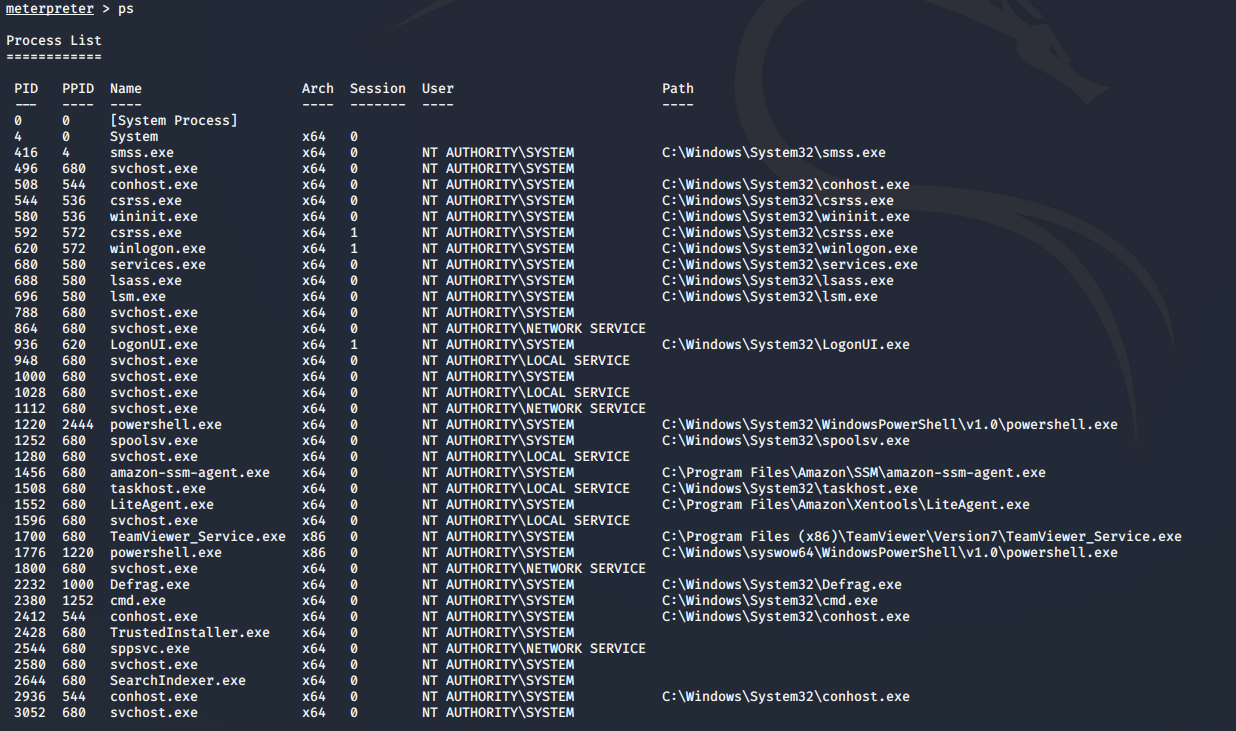 meterpreter > ps
Process List
============
PID PPID Name Arch Session User Path
--- ---- ---- ---- ------- ---- ----
0 0 [System Process]
4 0 System x64 0
416 4 smss.exe x64 0 NT AUTHORITY\SYSTEM C:\Windows\System32\smss.exe
496 680 svchost.exe x64 0 NT AUTHORITY\SYSTEM
508 544 conhost.exe x64 0 NT AUTHORITY\SYSTEM C:\Windows\System32\conhost.exe
544 536 csrss.exe x64 0 NT AUTHORITY\SYSTEM C:\Windows\System32\csrss.exe
580 536 wininit.exe x64 0 NT AUTHORITY\SYSTEM C:\Windows\System32\wininit.exe
592 572 csrss.exe x64 1 NT AUTHORITY\SYSTEM C:\Windows\System32\csrss.exe
620 572 winlogon.exe x64 1 NT AUTHORITY\SYSTEM C:\Windows\System32\winlogon.exe
680 580 services.exe x64 0 NT AUTHORITY\SYSTEM C:\Windows\System32\services.exe
688 580 lsass.exe x64 0 NT AUTHORITY\SYSTEM C:\Windows\System32\lsass.exe
696 580 lsm.exe x64 0 NT AUTHORITY\SYSTEM C:\Windows\System32\lsm.exe
788 680 svchost.exe x64 0 NT AUTHORITY\SYSTEM
864 680 svchost.exe x64 0 NT AUTHORITY\NETWORK SERVICE
936 620 LogonUI.exe x64 1 NT AUTHORITY\SYSTEM C:\Windows\System32\LogonUI.exe
948 680 svchost.exe x64 0 NT AUTHORITY\LOCAL SERVICE
1000 680 svchost.exe x64 0 NT AUTHORITY\SYSTEM
1028 680 svchost.exe x64 0 NT AUTHORITY\LOCAL SERVICE
1112 680 svchost.exe x64 0 NT AUTHORITY\NETWORK SERVICE
1220 2444 powershell.exe x64 0 NT AUTHORITY\SYSTEM C:\Windows\System32\WindowsPowerShell\v1.0\powershell.exe
1252 680 spoolsv.exe x64 0 NT AUTHORITY\SYSTEM C:\Windows\System32\spoolsv.exe
1280 680 svchost.exe x64 0 NT AUTHORITY\LOCAL SERVICE
1456 680 amazon-ssm-agent.exe x64 0 NT AUTHORITY\SYSTEM C:\Program Files\Amazon\SSM\amazon-ssm-agent.exe
1508 680 taskhost.exe x64 0 NT AUTHORITY\LOCAL SERVICE C:\Windows\System32\taskhost.exe
1552 680 LiteAgent.exe x64 0 NT AUTHORITY\SYSTEM C:\Program Files\Amazon\Xentools\LiteAgent.exe
1596 680 svchost.exe x64 0 NT AUTHORITY\LOCAL SERVICE
1700 680 TeamViewer_Service.exe x86 0 NT AUTHORITY\SYSTEM C:\Program Files (x86)\TeamViewer\Version7\TeamViewer_Service.exe
1776 1220 powershell.exe x86 0 NT AUTHORITY\SYSTEM C:\Windows\syswow64\WindowsPowerShell\v1.0\powershell.exe
1800 680 svchost.exe x64 0 NT AUTHORITY\NETWORK SERVICE
2232 1000 Defrag.exe x64 0 NT AUTHORITY\SYSTEM C:\Windows\System32\Defrag.exe
2380 1252 cmd.exe x64 0 NT AUTHORITY\SYSTEM C:\Windows\System32\cmd.exe
2412 544 conhost.exe x64 0 NT AUTHORITY\SYSTEM C:\Windows\System32\conhost.exe
2428 680 TrustedInstaller.exe x64 0 NT AUTHORITY\SYSTEM
2544 680 sppsvc.exe x64 0 NT AUTHORITY\NETWORK SERVICE
2580 680 svchost.exe x64 0 NT AUTHORITY\SYSTEM
2644 680 SearchIndexer.exe x64 0 NT AUTHORITY\SYSTEM
2936 544 conhost.exe x64 0 NT AUTHORITY\SYSTEM C:\Windows\System32\conhost.exe
3052 680 svchost.exe x64 0 NT AUTHORITY\SYSTEM